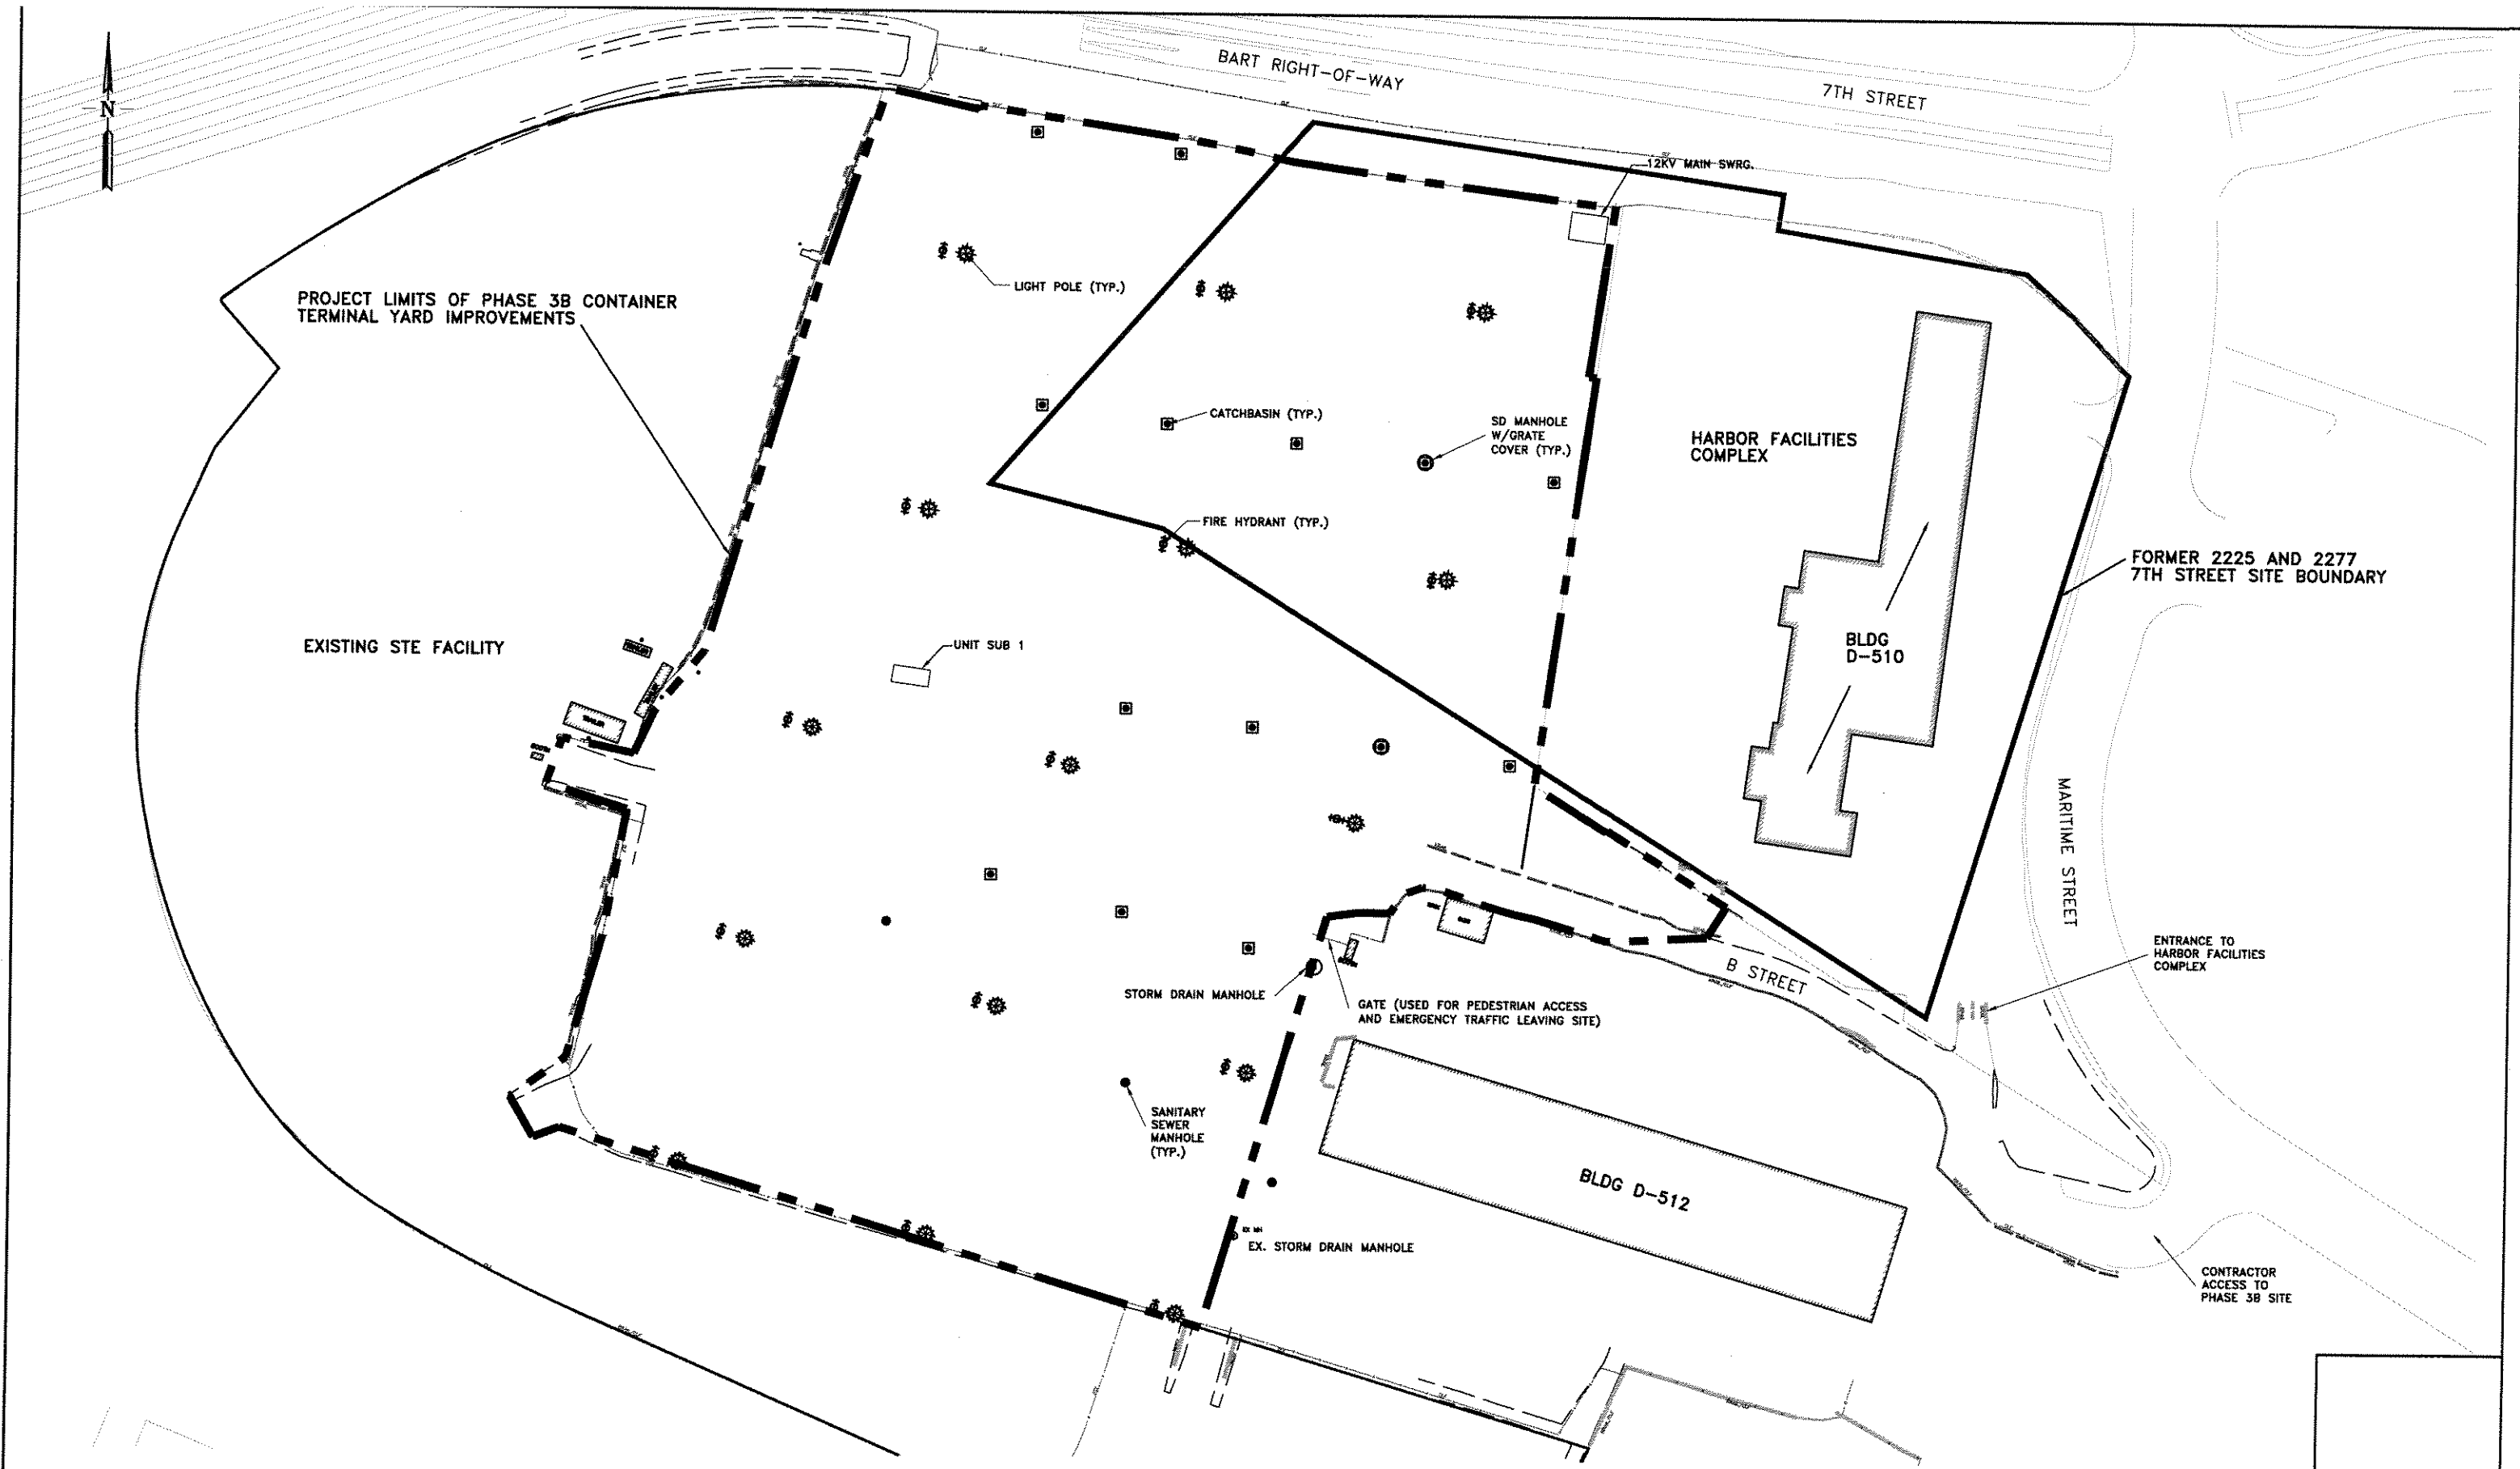 BART RIGHT-OF-WAY
7TH STREET
N
12KV MAIN SWRG.
LIGHT POLE (TYP.)
PROJECT LIMITS OF PHASE 3B CONTAINER
TERMINAL YARD IMPROVEMENTS
CATCHBASIN (TYP.)
SD MANHOLE
W/GRATE
COVER (TYP.)
HARBOR FACILITIES
COMPLEX
FIRE HYDRANT (TYP.)
FORMER 2225 AND 2277
7TH STREET SITE BOUNDARY
EXISTING STE FACILITY
UNIT SUB 1
BLDG
D-510
MARITIME STREET
ENTRANCE TO
HARBOR FACILITIES
COMPLEX
B STREET
STORM DRAIN MANHOLE
GATE (USED FOR PEDESTRIAN ACCESS
AND EMERGENCY TRAFFIC LEAVING SITE)
SANITARY
SEWER
MANHOLE
(TYP.)
BLDG D-512
EX MH
EX. STORM DRAIN MANHOLE
CONTRACTOR
ACCESS TO
PHASE 3B SITE